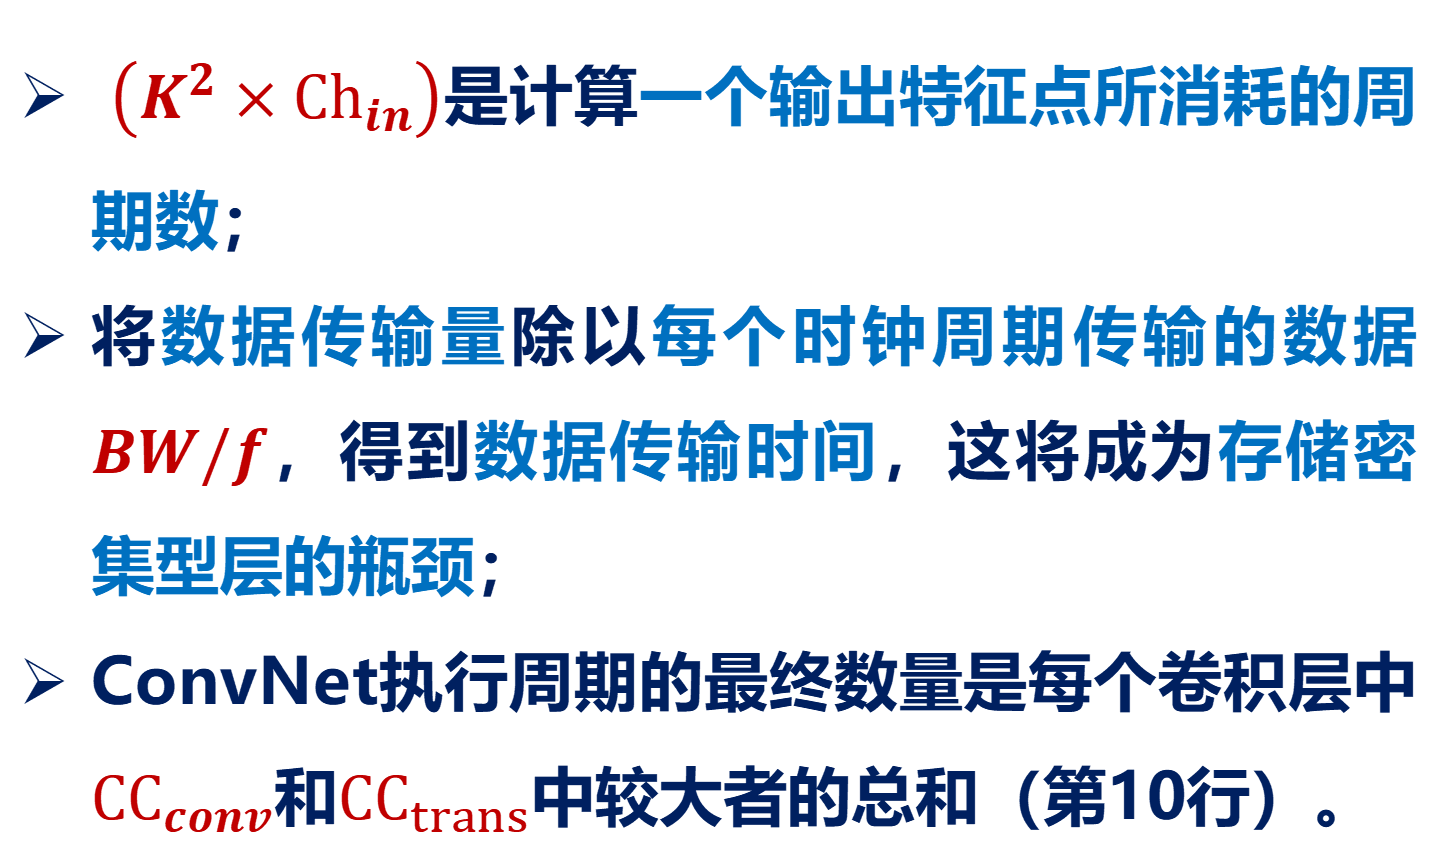 ➢ (K² × Ch_in)是计算一个输出特征点所消耗的周
期数；
➢ 将数据传输量除以每个时钟周期传输的数据
BW/f，得到数据传输时间，这将成为存储密
集型层的瓶颈；
➢ ConvNet执行周期的最终数量是每个卷积层中
CC_conv和CC_trans中较大者的总和（第10行）。